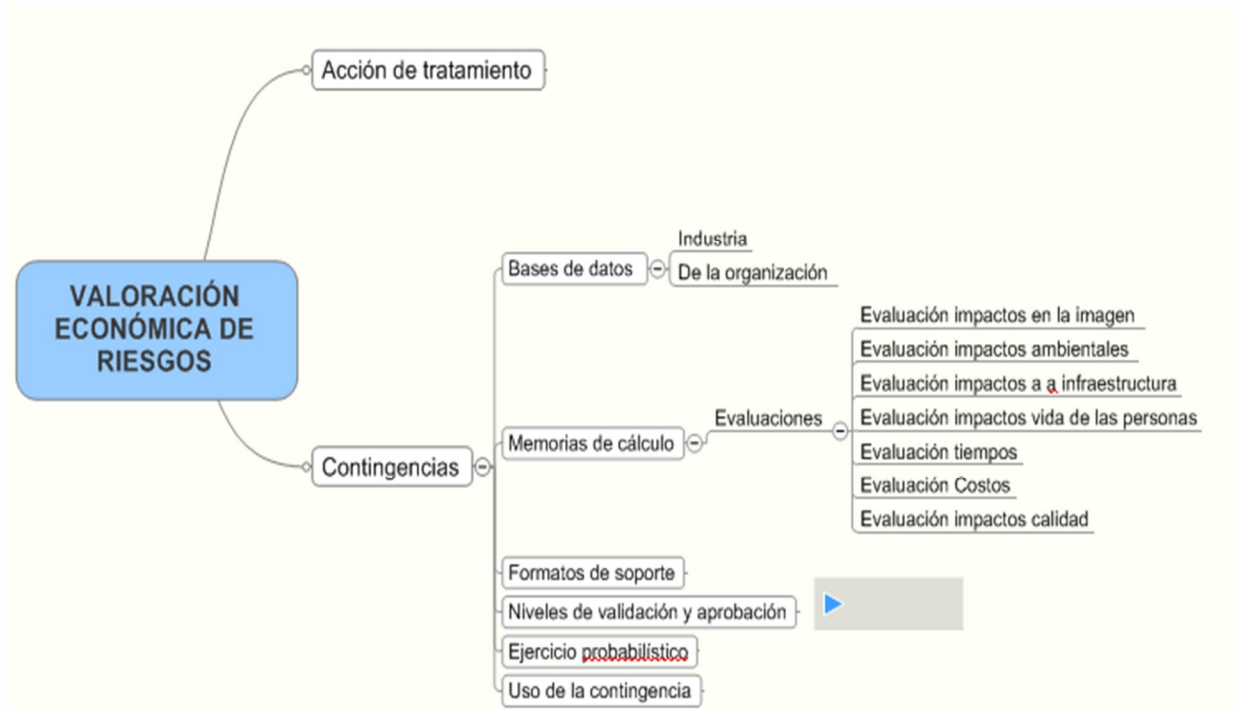 Acción de tratamiento
VALORACIÓN
ECONÓMICA DE
RIESGOS
Contingencias
Bases de datos
Industria
De la organización
Memorias de cálculo
Evaluaciones
Evaluación impactos en la imagen
Evaluación impactos ambientales
Evaluación impactos a a infraestructura
Evaluación impactos vida de las personas
Evaluación tiempos
Evaluación Costos
Evaluación impactos calidad
Formatos de soporte
Niveles de validación y aprobación
Ejercicio probabilístico
Uso de la contingencia